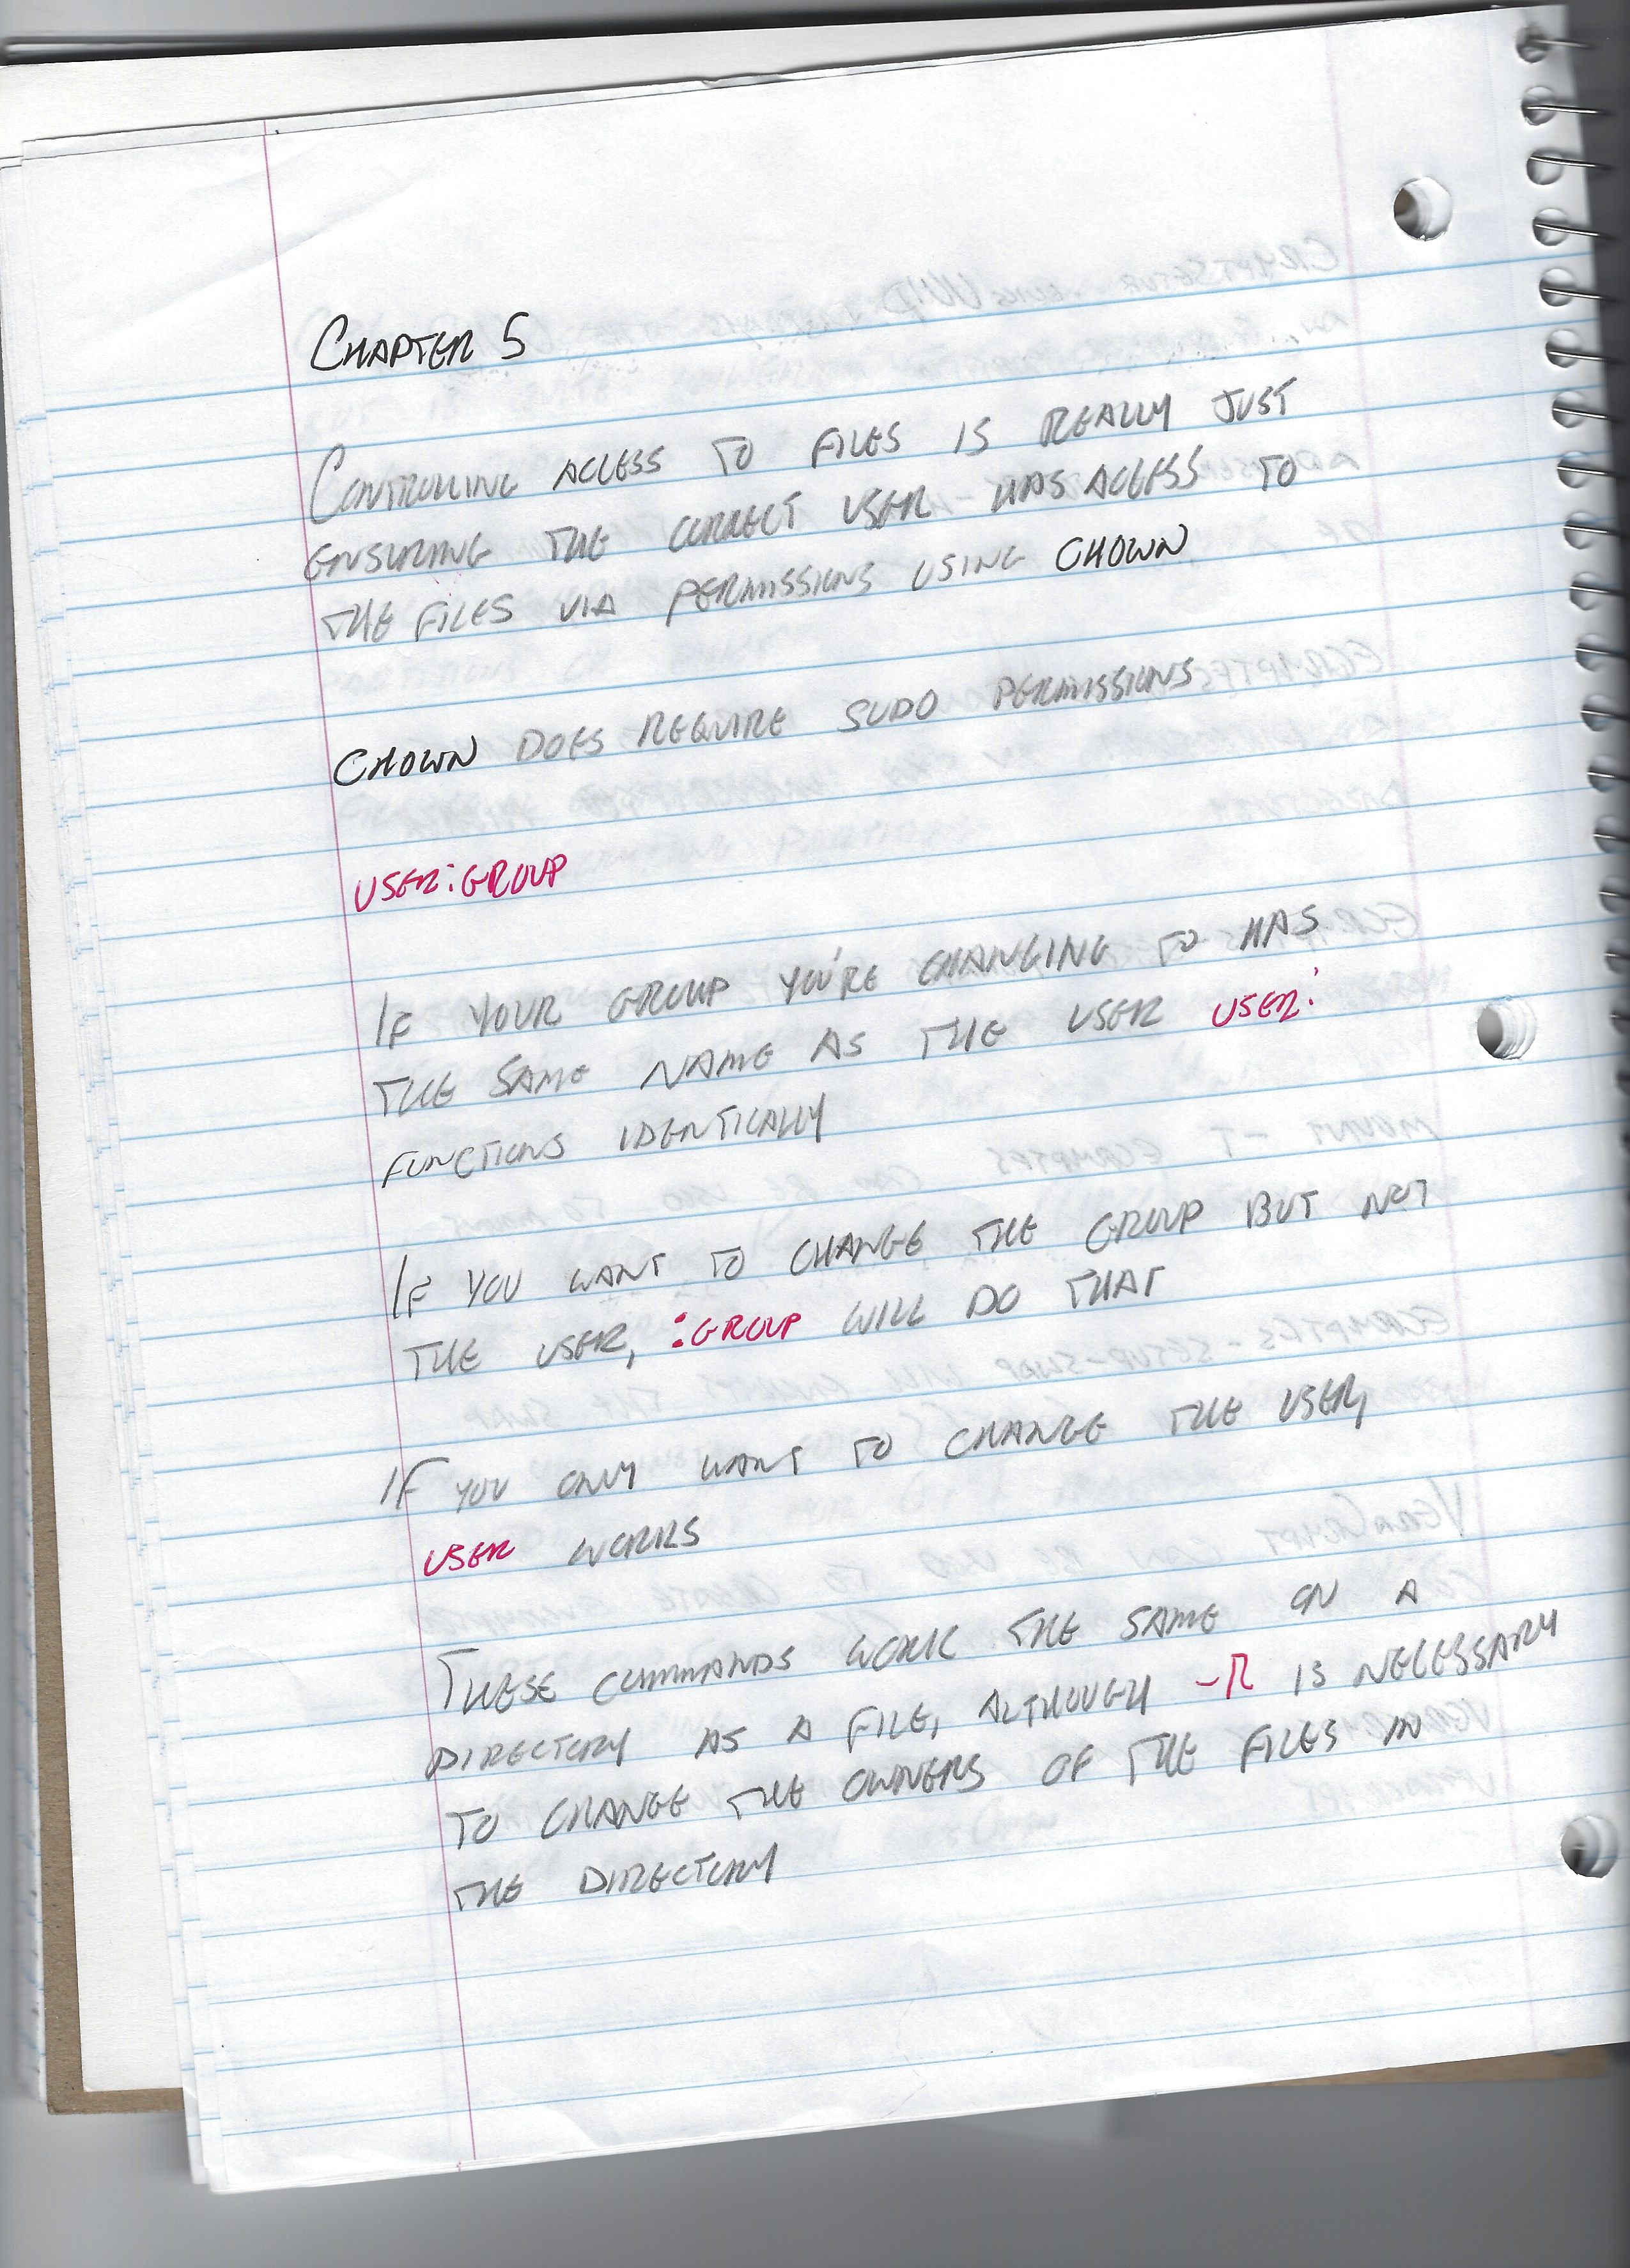 CHAPTER 5
CONTROLLING ACCESS TO FILES IS REALLY JUST
ENSURING THE CORRECT USER HAS ACCESS TO
THE FILES VIA PERMISSIONS USING CHOWN
CHOWN DOES REQUIRE SUDO PERMISSIONS
USER:GROUP
IF YOUR GROUP YOU'RE CHANGING TO HAS
THE SAME NAME AS THE USER USER:
FUNCTIONS IDENTICALLY
IF YOU WANT TO CHANGE THE GROUP BUT NOT
THE USER, :GROUP WILL DO THAT
IF YOU ONLY WANT TO CHANGE THE USER,
USER WORKS
THESE COMMANDS WORK THE SAME ON A
DIRECTORY AS A FILE, ALTHOUGH -R IS NECESSARY
TO CHANGE THE OWNERS OF THE FILES IN
THE DIRECTORY